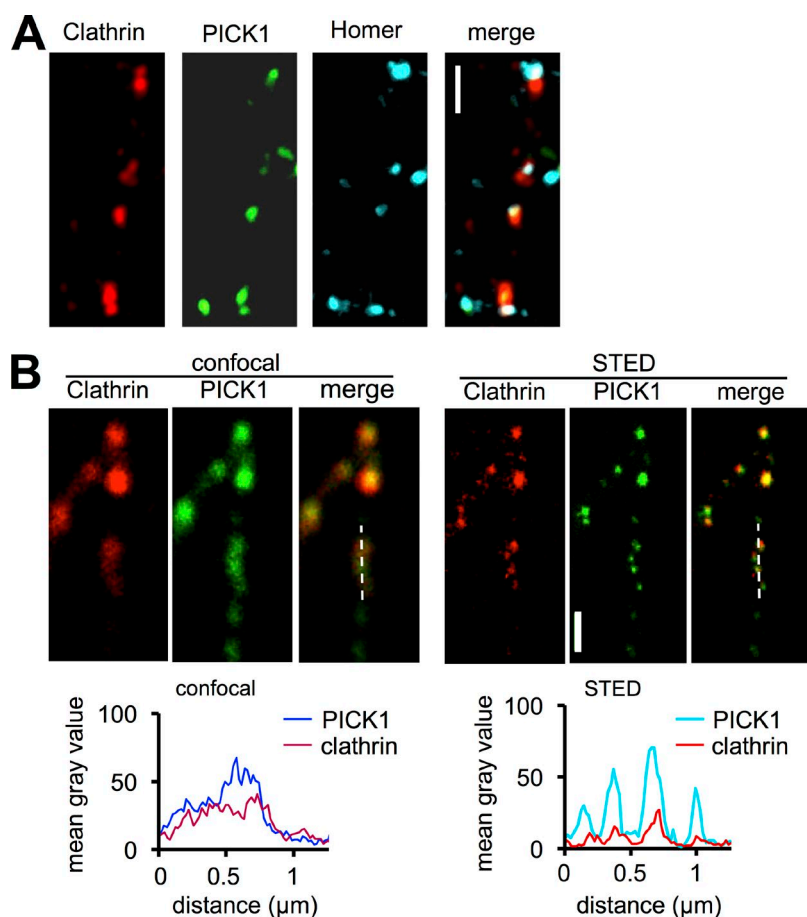 A
Clathrin PICK1 Homer merge
B
confocal STED
Clathrin PICK1 merge Clathrin PICK1 merge
confocal
100
50
0
mean gray value
PICK1
clathrin
0 0.5 1
distance (µm)
STED
100
50
0
mean gray value
PICK1
clathrin
0 0.5 1
distance (µm)